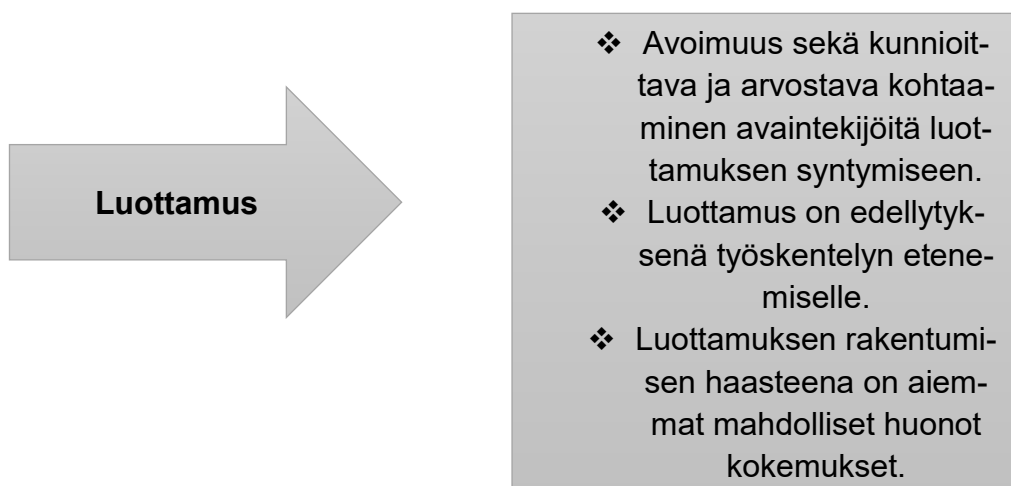 Luottamus
❖ Avoimuus sekä kunnioit-
tava ja arvostava kohtaa-
minen avaintekijöitä luot-
tamuksen syntymiseen.
❖ Luottamus on edellytyk-
senä työskentelyn etene-
miselle.
❖ Luottamuksen rakentumi-
sen haasteena on aiem-
mat mahdolliset huonot
kokemukset.